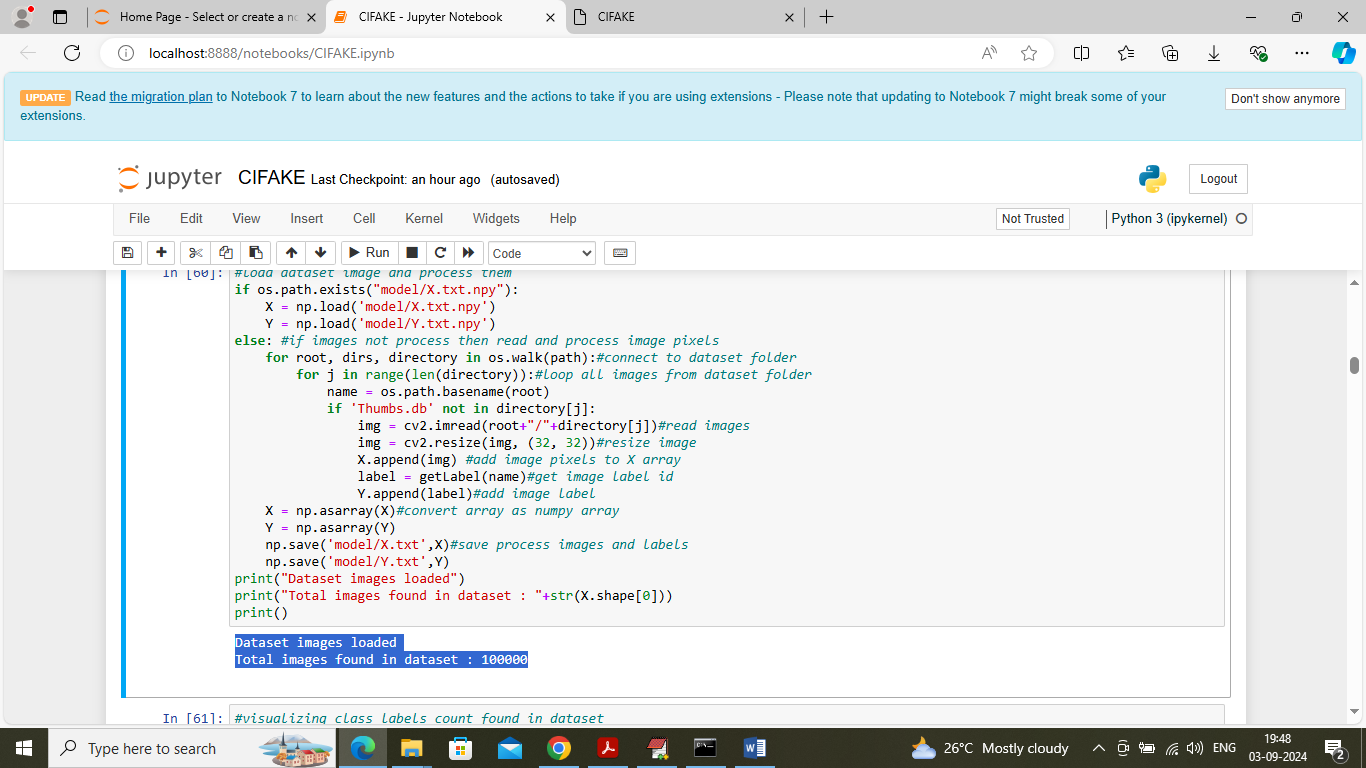 Home Page - Select or create a n
CIFAKE - Jupyter Notebook
CIFAKE
localhost:8888/notebooks/CIFAKE.ipynb
UPDATE Read the migration plan to Notebook 7 to learn about the new features and the actions to take if you are using extensions - Please note that updating to Notebook 7 might break some of your
extensions.
Don't show anymore
jupyter CIFAKE Last Checkpoint: an hour ago (autosaved)
Logout
File Edit View Insert Cell Kernel Widgets Help
Not Trusted
Python 3 (ipykernel)
Run
Code
In [60]: #load dataset image and process them
if os.path.exists("model/X.txt.npy"):
    X = np.load('model/X.txt.npy')
    Y = np.load('model/Y.txt.npy')
else: #if images not process then read and process image pixels
    for root, dirs, directory in os.walk(path):#connect to dataset folder
        for j in range(len(directory)):#loop all images from dataset folder
            name = os.path.basename(root)
            if 'Thumbs.db' not in directory[j]:
                img = cv2.imread(root+"/"+directory[j])#read images
                img = cv2.resize(img, (32, 32))#resize image
                X.append(img) #add image pixels to X array
                label = getLabel(name)#get image label id
                Y.append(label)#add image label
    X = np.asarray(X)#convert array as numpy array
    Y = np.asarray(Y)
    np.save('model/X.txt',X)#save process images and labels
    np.save('model/Y.txt',Y)
print("Dataset images loaded")
print("Total images found in dataset : "+str(X.shape[0]))
print()
Dataset images loaded
Total images found in dataset : 100000
In [61]: #visualizing class labels count found in dataset
Type here to search
26°C Mostly cloudy
ENG
19:48
03-09-2024
2